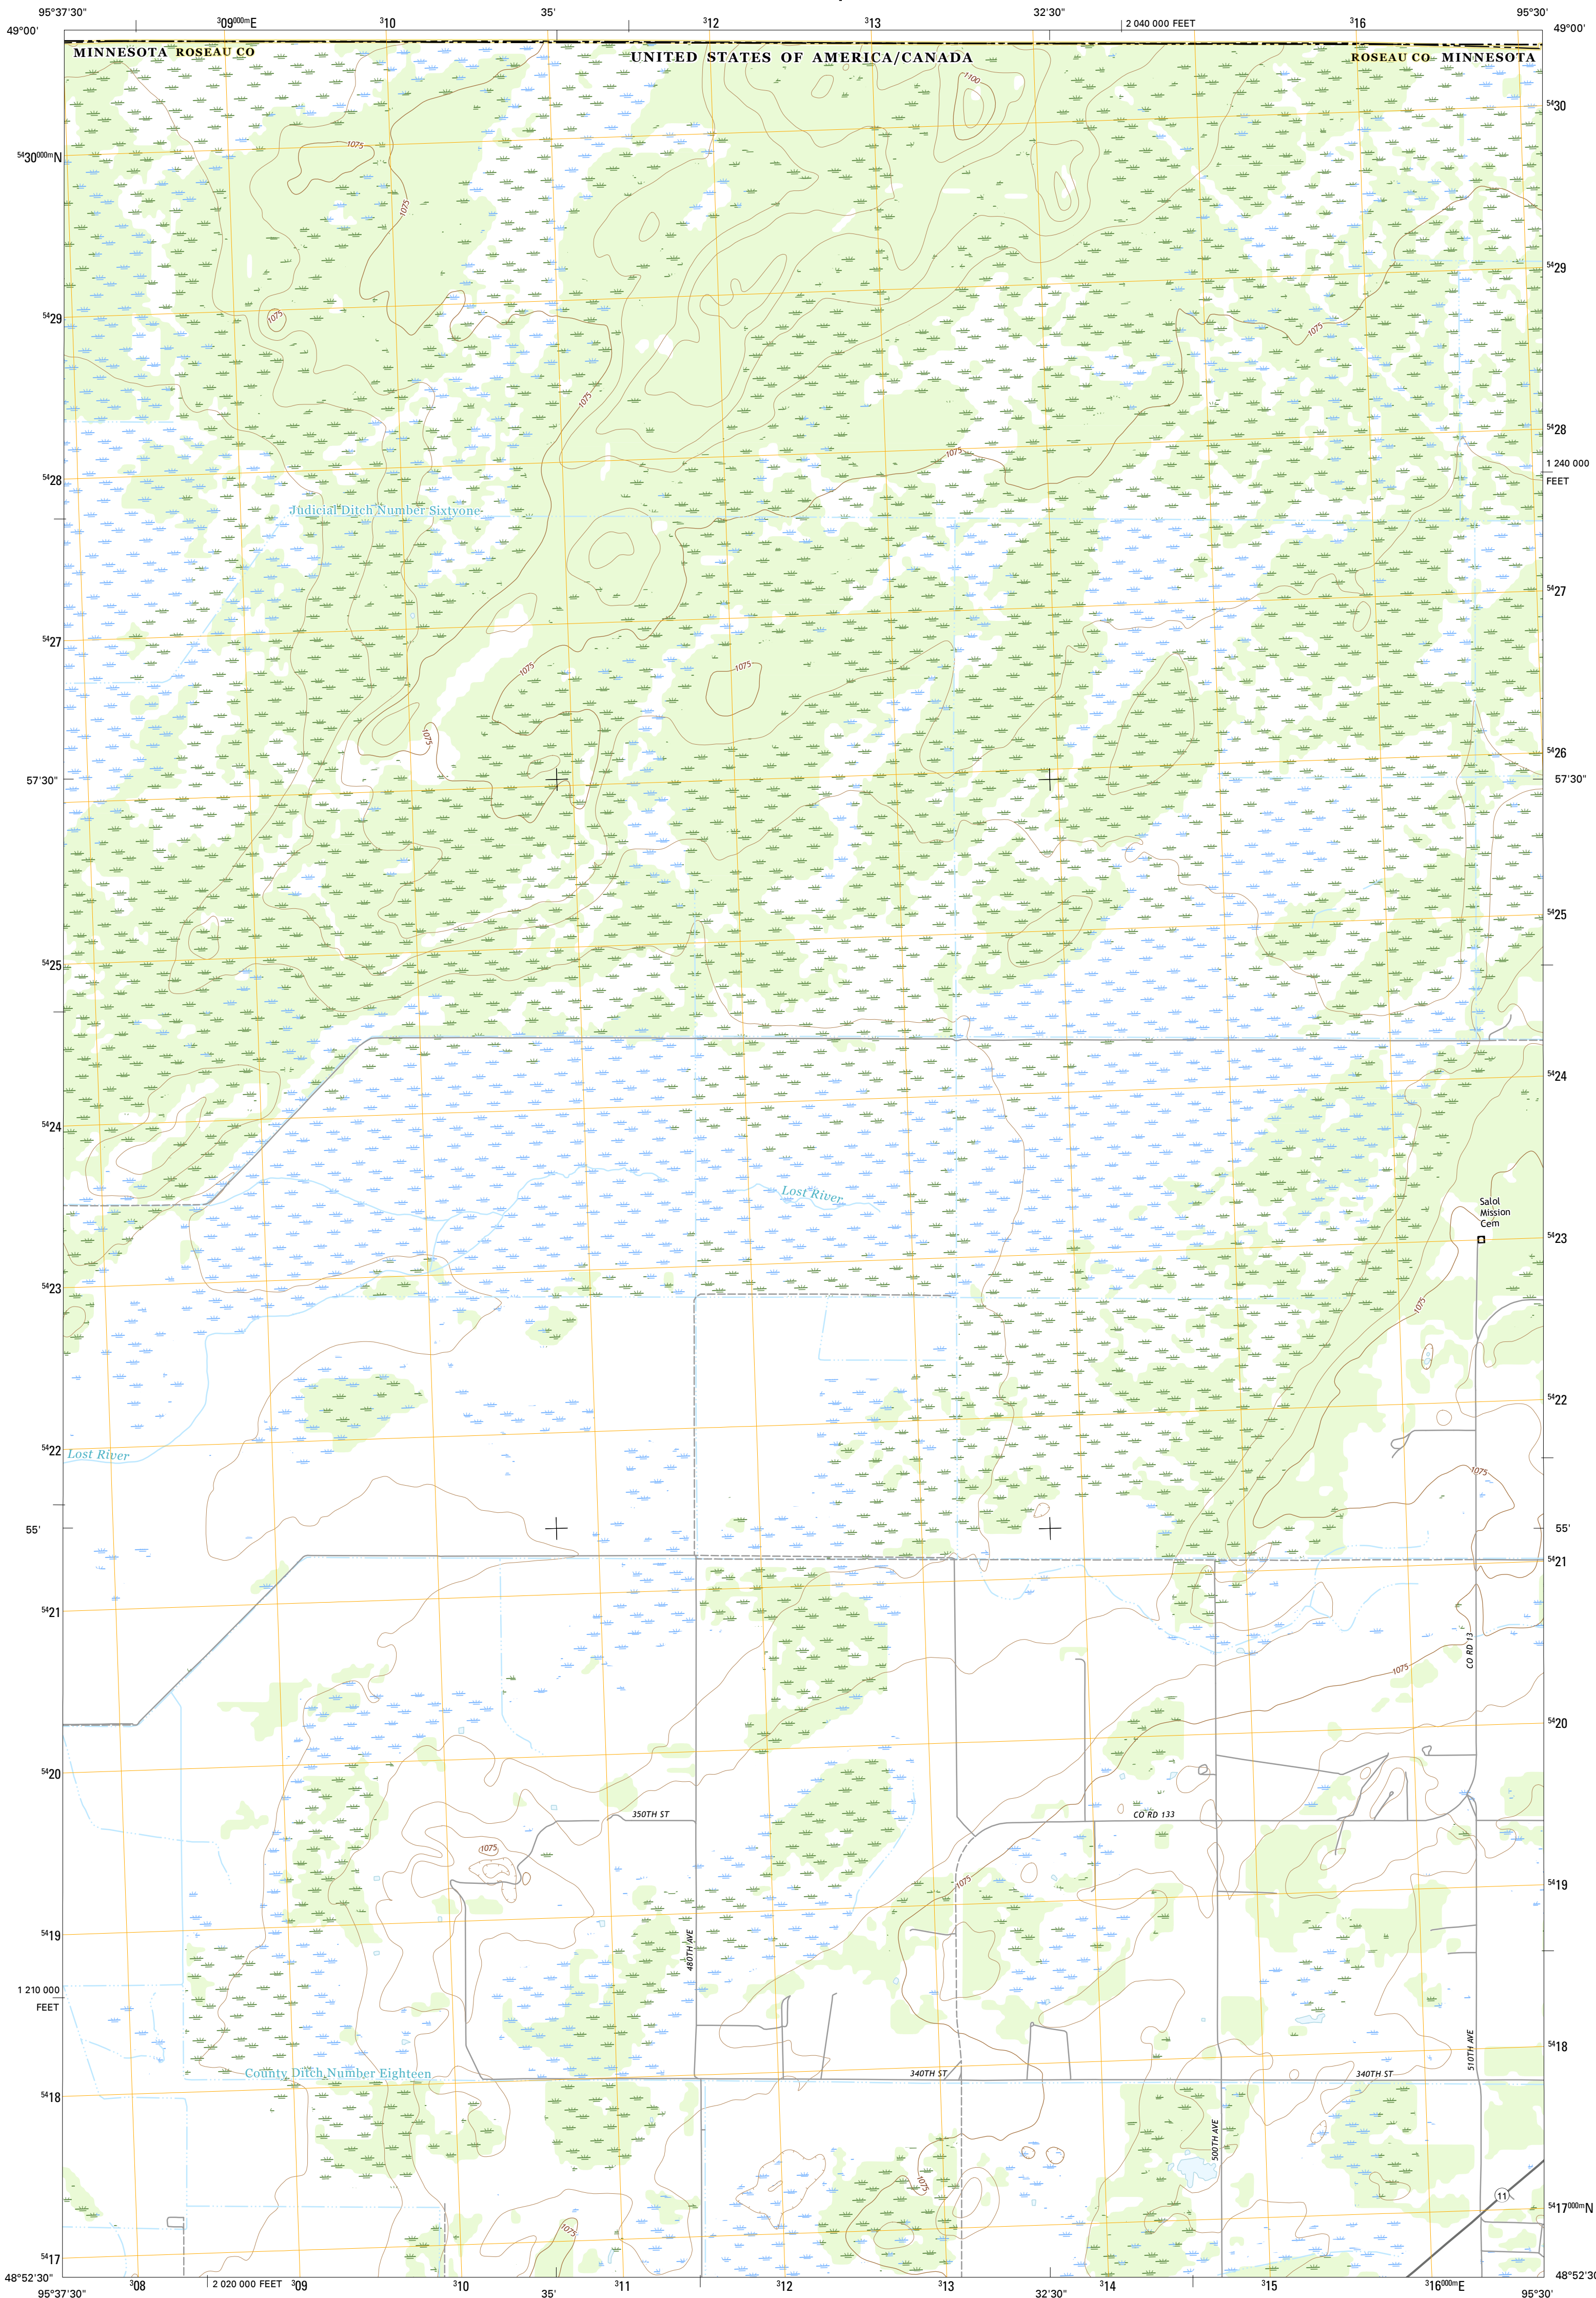 95°37'30" ³09⁰⁰⁰ᵐE ³10 35' ³12 ³13 32'30" 2 040 000 FEET ³16 95°30'
49°00' 49°00'
MINNESOTA ROSEAU CO UNITED STATES OF AMERICA/CANADA ROSEAU CO MINNESOTA
1100
⁵⁴30
1075
⁵⁴30⁰⁰⁰ᵐN
1075
⁵⁴29
1075
⁵⁴29
1075
1075
⁵⁴28
1075
1 240 000
FEET
⁵⁴28
Judicial Ditch Number Sixtyone
⁵⁴27
⁵⁴27
1075
1075
1075
⁵⁴26
57'30" 57'30"
⁵⁴25
⁵⁴25
⁵⁴24
⁵⁴24
Lost River
Salol
Mission
Cem
⁵⁴23
⁵⁴23
1075
⁵⁴22
⁵⁴22
Lost River
1075
55' 55'
⁵⁴21
⁵⁴21
CO RD 13
1075
⁵⁴20
⁵⁴20
350TH ST CO RD 133
1075
1075
⁵⁴19
⁵⁴19
480TH AVE
1 210 000
FEET
⁵⁴18
510TH AVE
County Ditch Number Eighteen 340TH ST 340TH ST
⁵⁴18
500TH AVE
1075
11
⁵⁴17⁰⁰⁰ᵐN
1075
⁵⁴17
48°52'30" 48°52'30"
95°37'30" ³08 2 020 000 FEET ³09 ³10 35' ³11 ³12 ³13 32'30" ³14 ³15 ³16⁰⁰⁰ᵐE 95°30'